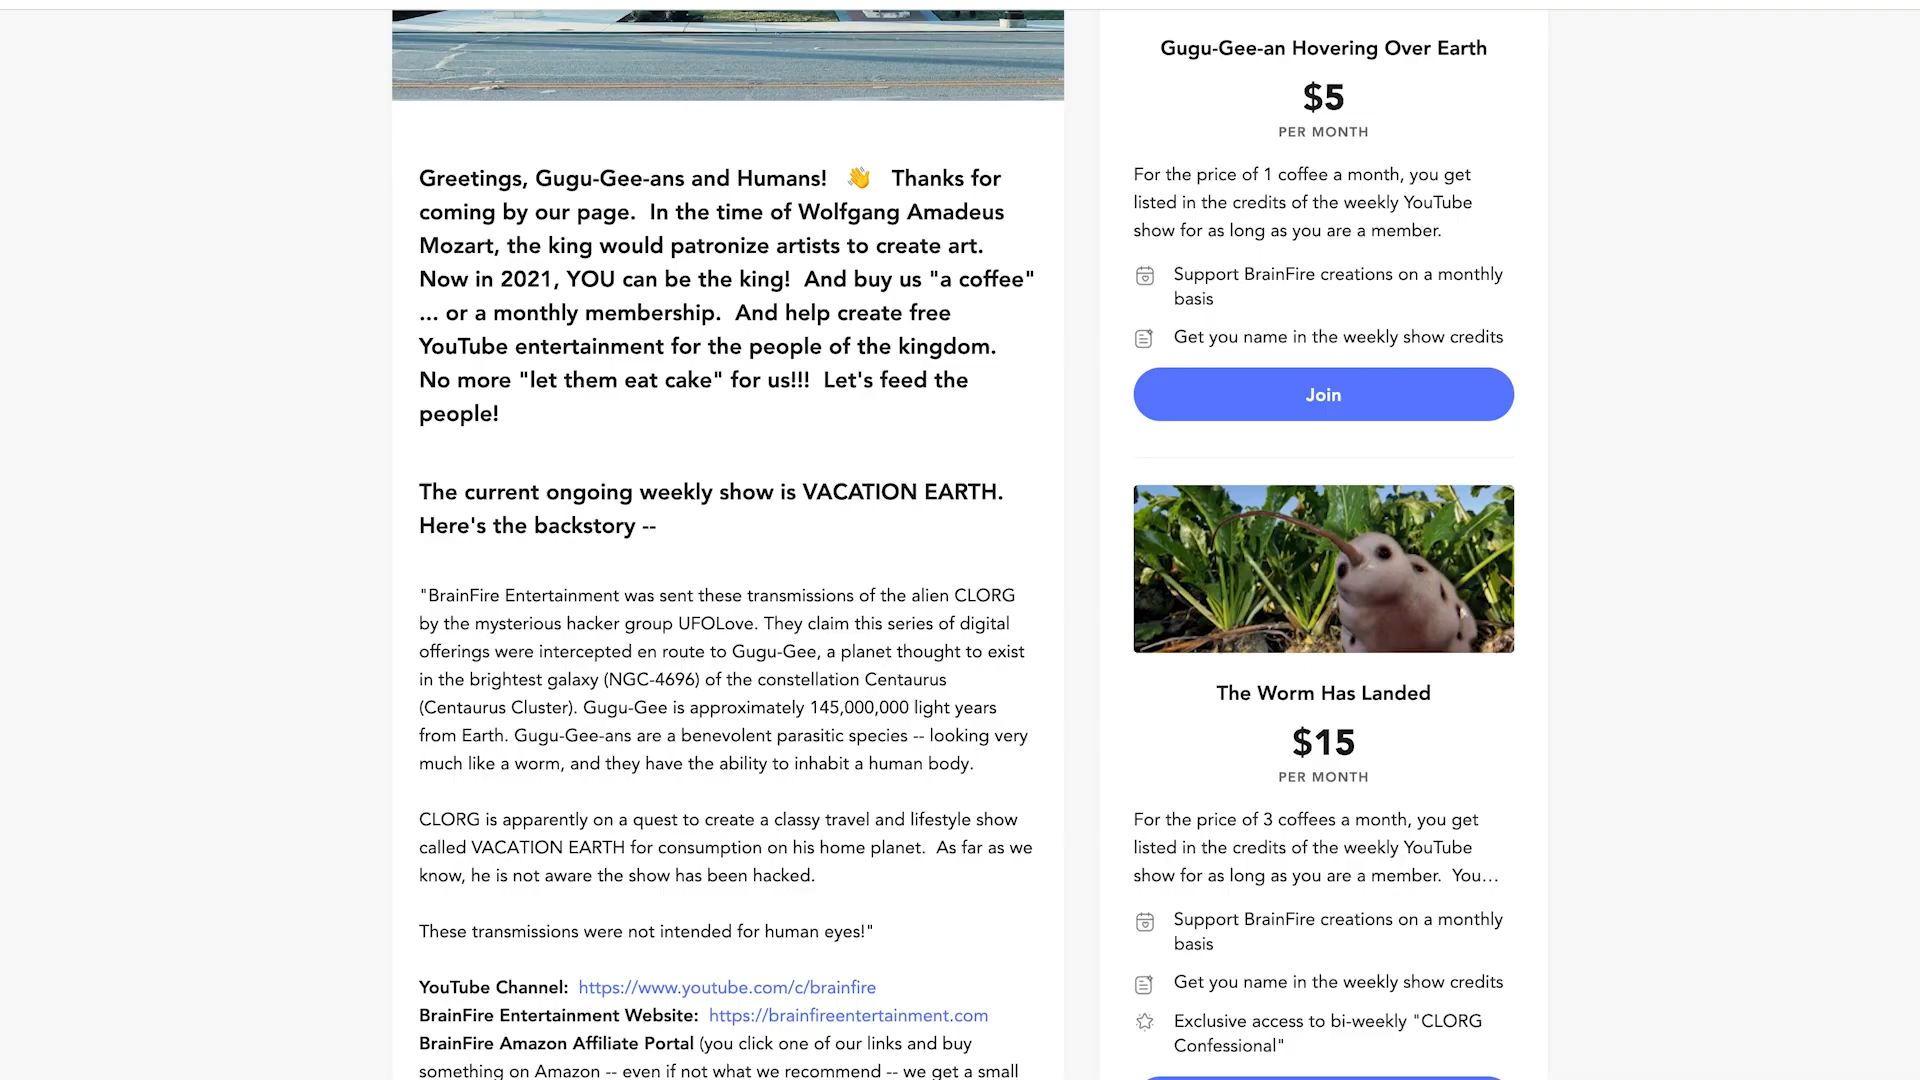 Greetings, Gugu-Gee-ans and Humans! 👋 Thanks for
coming by our page. In the time of Wolfgang Amadeus
Mozart, the king would patronize artists to create art.
Now in 2021, YOU can be the king! And buy us "a coffee"
... or a monthly membership. And help create free
YouTube entertainment for the people of the kingdom.
No more "let them eat cake" for us!!! Let's feed the
people!
The current ongoing weekly show is VACATION EARTH.
Here's the backstory --
"BrainFire Entertainment was sent these transmissions of the alien CLORG
by the mysterious hacker group UFOLove. They claim this series of digital
offerings were intercepted en route to Gugu-Gee, a planet thought to exist
in the brightest galaxy (NGC-4696) of the constellation Centaurus
(Centaurus Cluster). Gugu-Gee is approximately 145,000,000 light years
from Earth. Gugu-Gee-ans are a benevolent parasitic species -- looking very
much like a worm, and they have the ability to inhabit a human body.
CLORG is apparently on a quest to create a classy travel and lifestyle show
called VACATION EARTH for consumption on his home planet. As far as we
know, he is not aware the show has been hacked.
These transmissions were not intended for human eyes!"
YouTube Channel: https://www.youtube.com/c/brainfire
BrainFire Entertainment Website: https://brainfireentertainment.com
BrainFire Amazon Affiliate Portal (you click one of our links and buy
something on Amazon -- even if not what we recommend -- we get a small
Gugu-Gee-an Hovering Over Earth
$5
PER MONTH
For the price of 1 coffee a month, you get
listed in the credits of the weekly YouTube
show for as long as you are a member.
Support BrainFire creations on a monthly
basis
Get you name in the weekly show credits
Join
The Worm Has Landed
$15
PER MONTH
For the price of 3 coffees a month, you get
listed in the credits of the weekly YouTube
show for as long as you are a member. You...
Support BrainFire creations on a monthly
basis
Get you name in the weekly show credits
Exclusive access to bi-weekly "CLORG
Confessional"